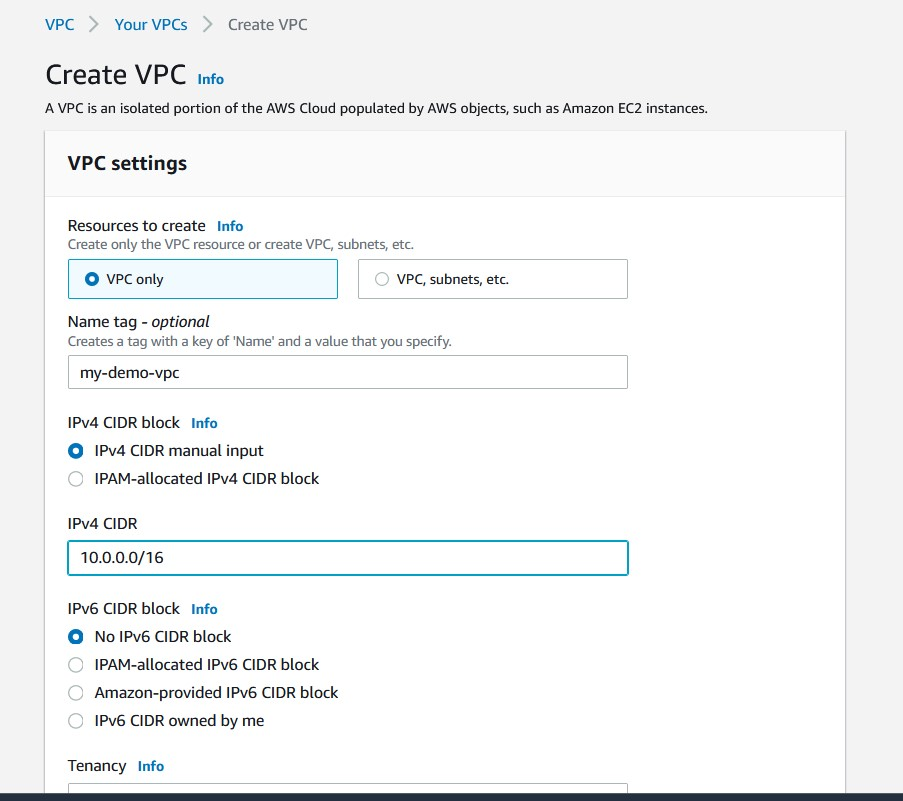 VPC > Your VPCs > Create VPC
Create VPC Info
A VPC is an isolated portion of the AWS Cloud populated by AWS objects, such as Amazon EC2 instances.
VPC settings
Resources to create Info
Create only the VPC resource or create VPC, subnets, etc.
VPC only
VPC, subnets, etc.
Name tag - optional
Creates a tag with a key of 'Name' and a value that you specify.
my-demo-vpc
IPv4 CIDR block Info
IPv4 CIDR manual input
IPAM-allocated IPv4 CIDR block
IPv4 CIDR
10.0.0.0/16
IPv6 CIDR block Info
No IPv6 CIDR block
IPAM-allocated IPv6 CIDR block
Amazon-provided IPv6 CIDR block
IPv6 CIDR owned by me
Tenancy Info